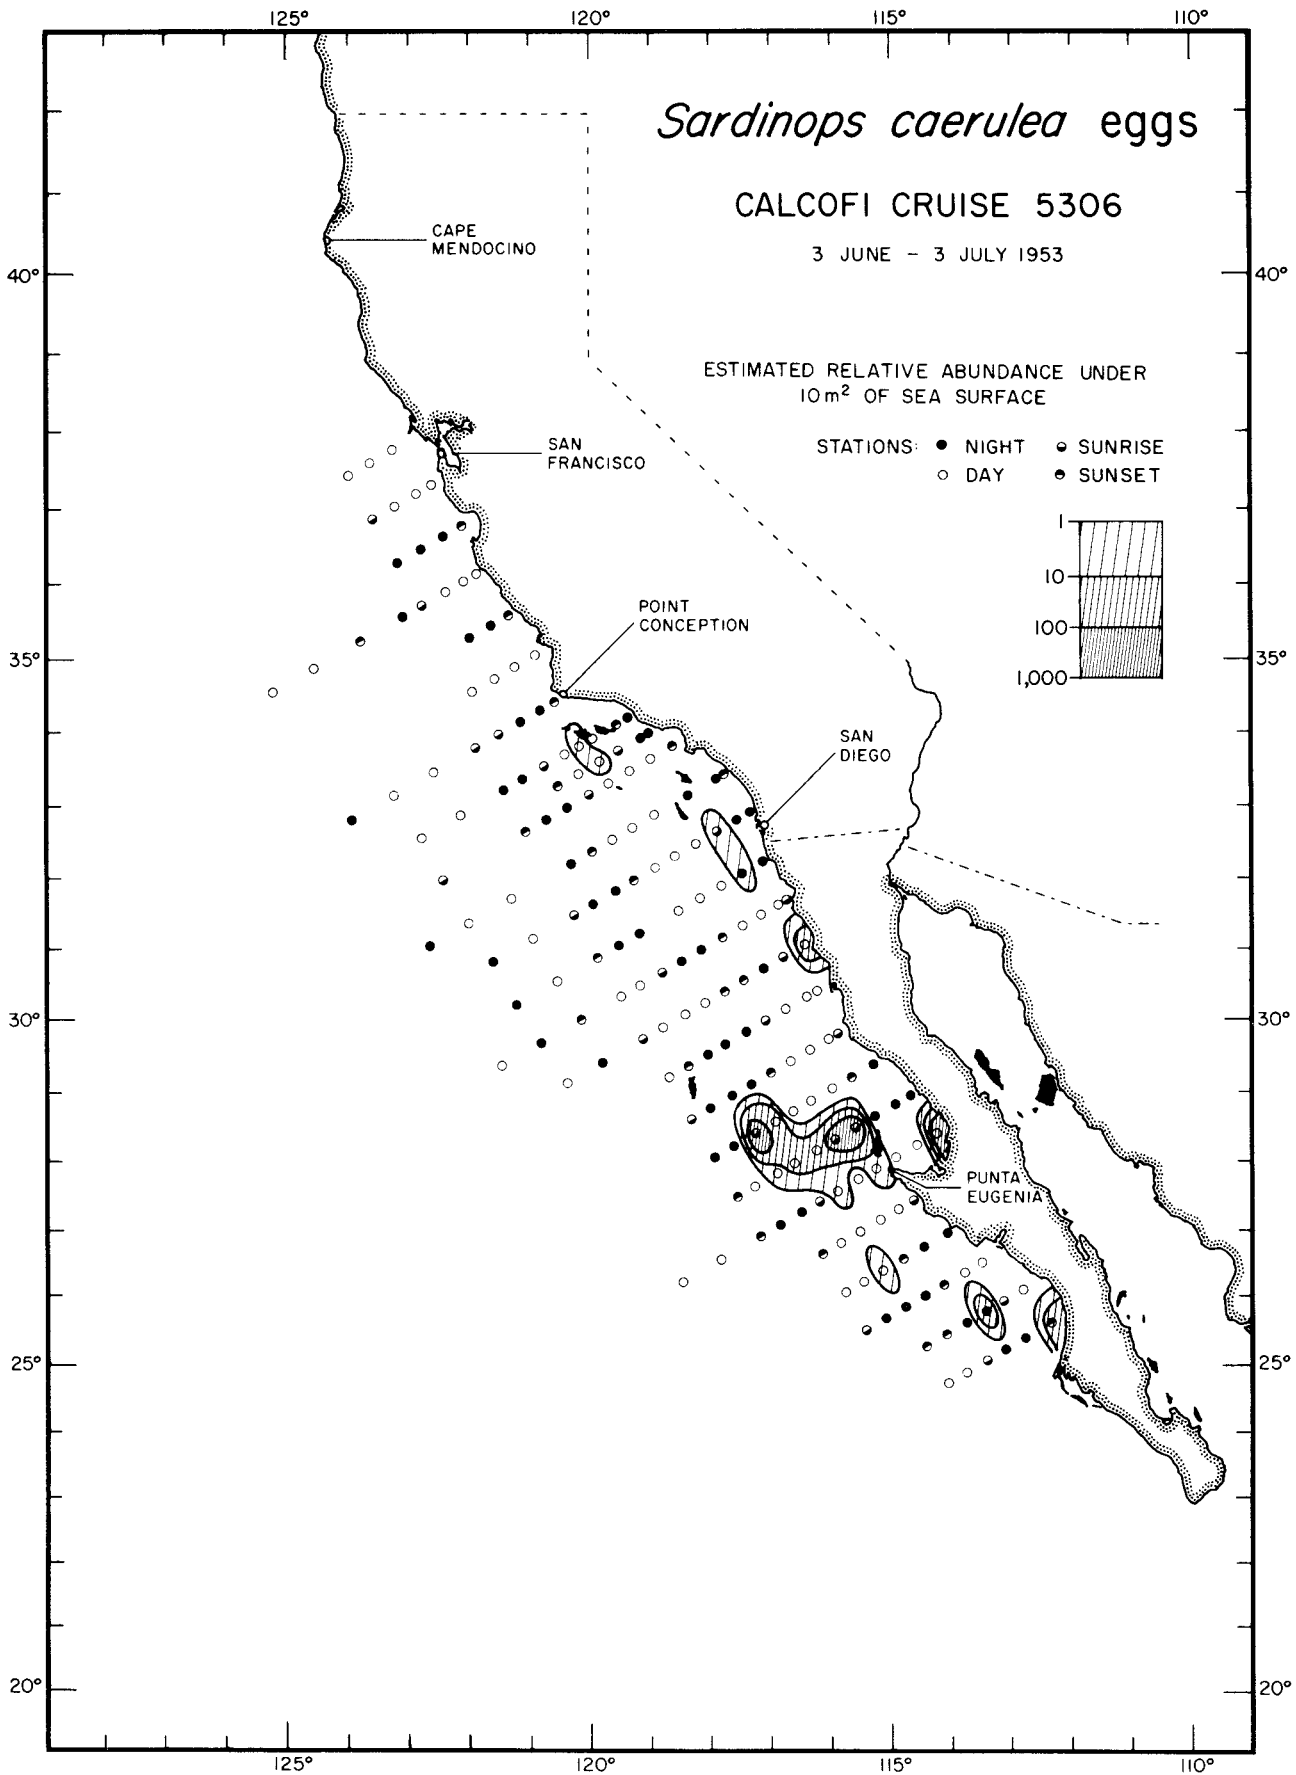 125° 120° 115° 110°
Sardinops caerulea eggs
CALCOFI CRUISE 5306
3 JUNE – 3 JULY 1953
CAPE
MENDOCINO
40° 40°
ESTIMATED RELATIVE ABUNDANCE UNDER
10m² OF SEA SURFACE
STATIONS: ● NIGHT ◒ SUNRISE
○ DAY ◓ SUNSET
SAN
FRANCISCO
1
10
100
1,000
POINT
CONCEPTION
35° 35°
SAN
DIEGO
30° 30°
PUNTA
EUGENIA
25° 25°
20° 20°
125° 120° 115° 110°